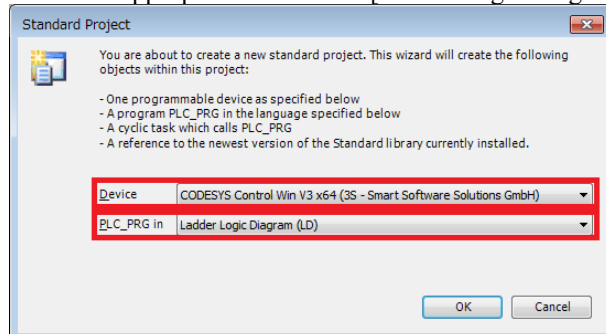 Standard Project
You are about to create a new standard project. This wizard will create the following
objects within this project:
- One programmable device as specified below
- A program PLC_PRG in the language specified below
- A cyclic task which calls PLC_PRG
- A reference to the newest version of the Standard library currently installed.
Device CODESYS Control Win V3 x64 (3S - Smart Software Solutions GmbH)
PLC_PRG in Ladder Logic Diagram (LD)
OK Cancel